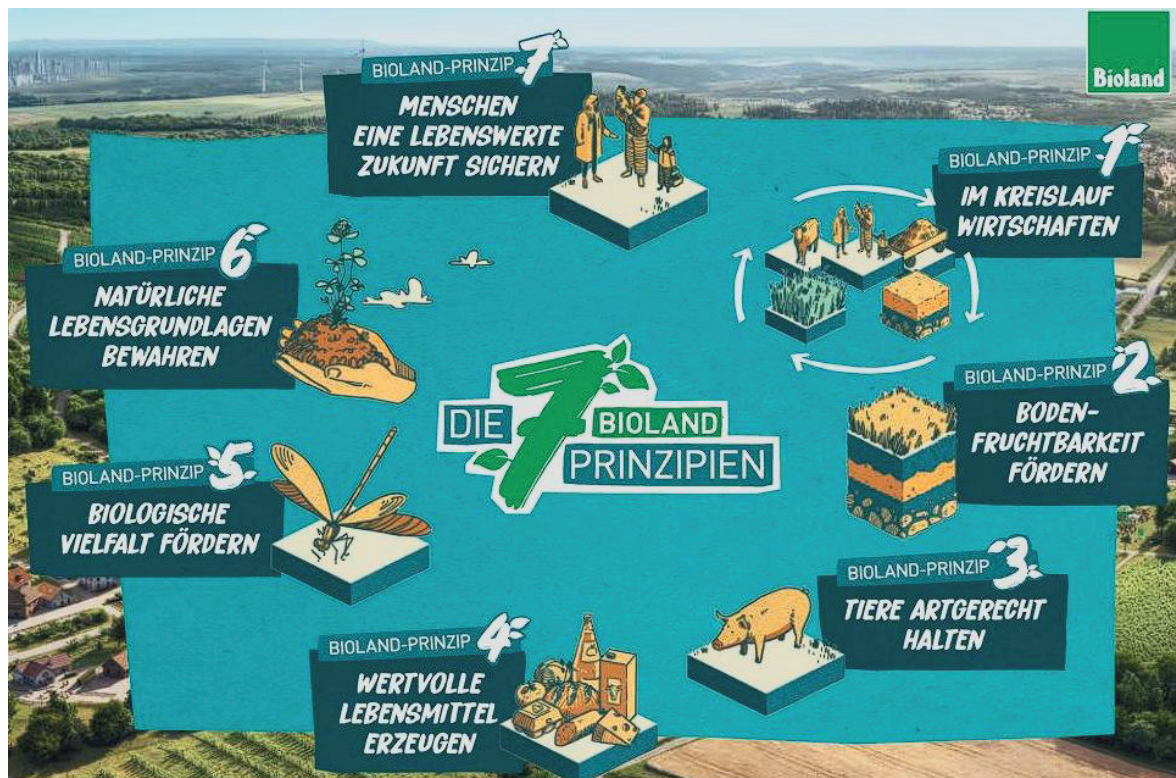 Bioland
DIE 7 BIOLAND
PRINZIPIEN
BIOLAND-PRINZIP 1
IM KREISLAUF
WIRTSCHAFTEN
BIOLAND-PRINZIP 2
BODEN-
FRUCHTBARKEIT
FÖRDERN
BIOLAND-PRINZIP 3
TIERE ARTGERECHT
HALTEN
BIOLAND-PRINZIP 4
WERTVOLLE
LEBENSMITTEL
ERZEUGEN
BIOLAND-PRINZIP 5
BIOLOGISCHE
VIELFALT FÖRDERN
BIOLAND-PRINZIP 6
NATÜRLICHE
LEBENSGRUNDLAGEN
BEWAHREN
BIOLAND-PRINZIP 7
MENSCHEN
EINE LEBENSWERTE
ZUKUNFT SICHERN